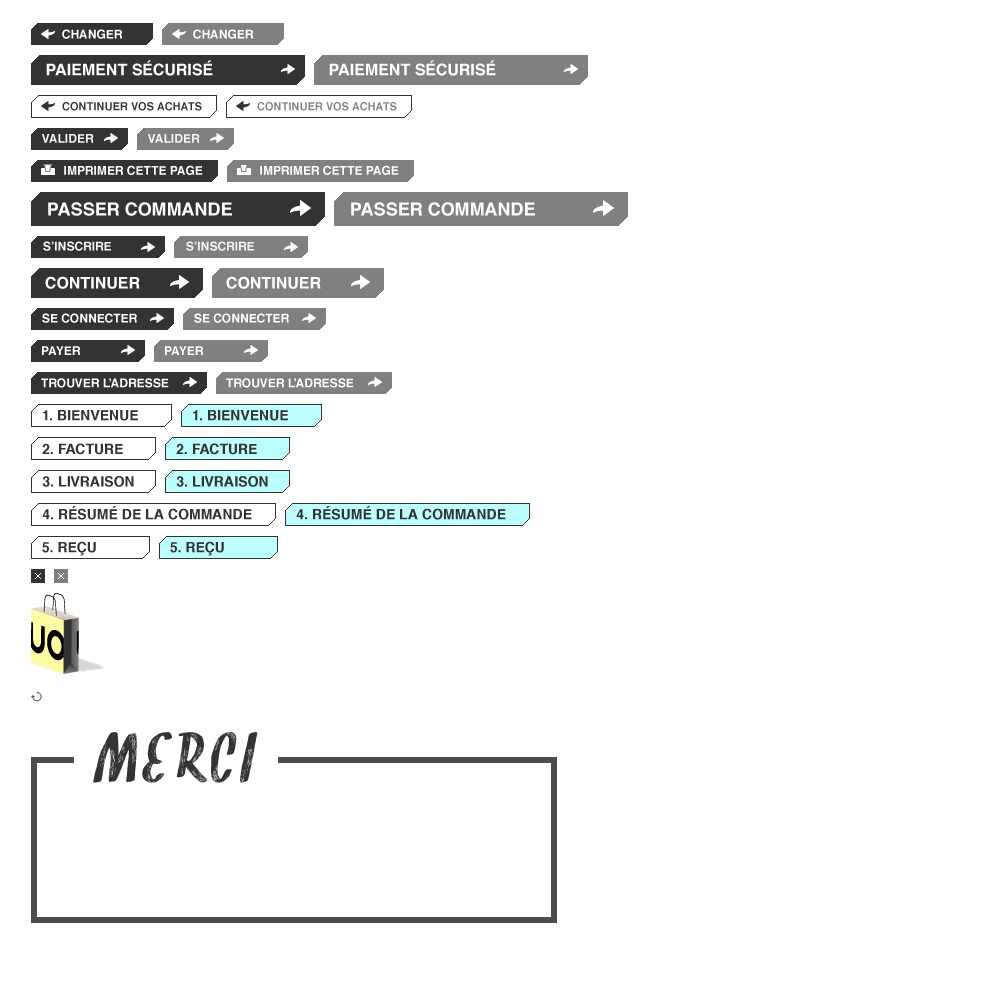 CHANGER CHANGER
PAIEMENT SÉCURISÉ PAIEMENT SÉCURISÉ
CONTINUER VOS ACHATS CONTINUER VOS ACHATS
VALIDER VALIDER
IMPRIMER CETTE PAGE IMPRIMER CETTE PAGE
PASSER COMMANDE PASSER COMMANDE
S'INSCRIRE S'INSCRIRE
CONTINUER CONTINUER
SE CONNECTER SE CONNECTER
PAYER PAYER
TROUVER L'ADRESSE TROUVER L'ADRESSE
1. BIENVENUE 1. BIENVENUE
2. FACTURE 2. FACTURE
3. LIVRAISON 3. LIVRAISON
4. RÉSUMÉ DE LA COMMANDE 4. RÉSUMÉ DE LA COMMANDE
5. REÇU 5. REÇU
UO
MERCI